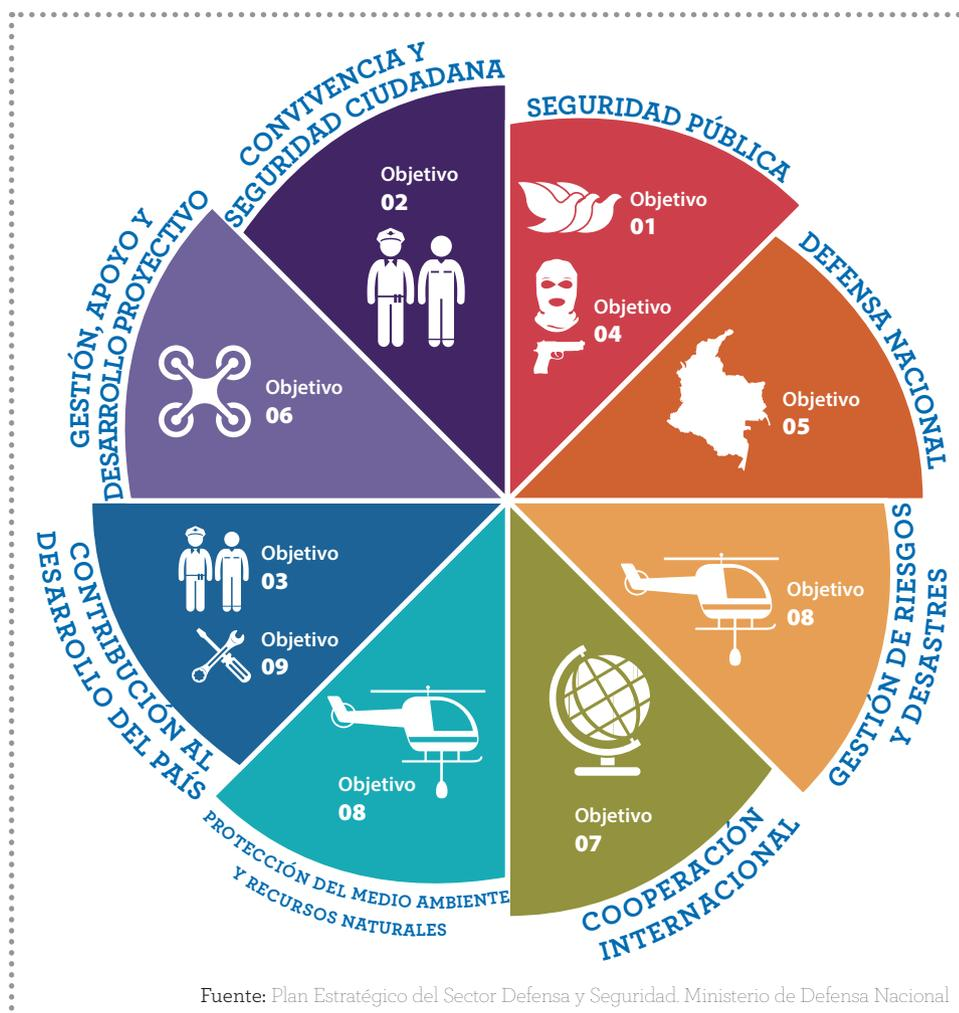 CONVIVENCIA Y
SEGURIDAD CIUDADANA
Objetivo
02
SEGURIDAD PÚBLICA
Objetivo
01
Objetivo
04
DEFENSA NACIONAL
Objetivo
05
GESTIÓN DE RIESGOS
Y DESASTRES
Objetivo
08
COOPERACIÓN
INTERNACIONAL
Objetivo
07
PROTECCIÓN DEL MEDIO AMBIENTE
Y RECURSOS NATURALES
Objetivo
08
CONTRIBUCIÓN AL
DESARROLLO DEL PAÍS
Objetivo
03
Objetivo
09
GESTIÓN, APOYO Y
DESARROLLO PROYECTIVO
Objetivo
06
Fuente: Plan Estratégico del Sector Defensa y Seguridad. Ministerio de Defensa Nacional